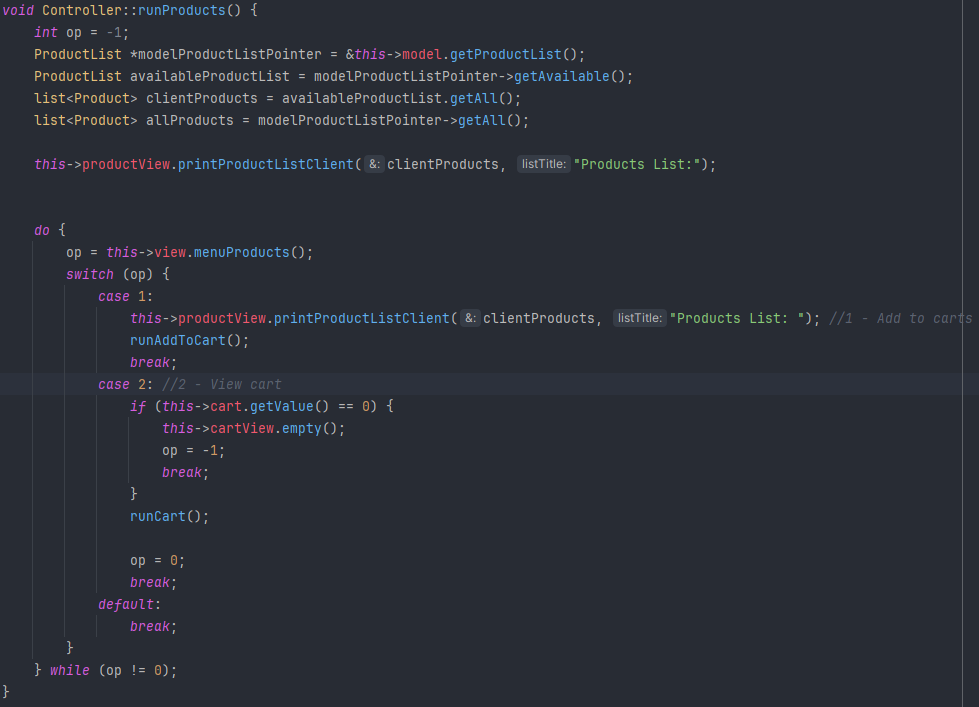 void Controller::runProducts() {
    int op = -1;
    ProductList *modelProductListPointer = &this->model.getProductList();
    ProductList availableProductList = modelProductListPointer->getAvailable();
    list<Product> clientProducts = availableProductList.getAll();
    list<Product> allProducts = modelProductListPointer->getAll();
    this->productView.printProductListClient( &: clientProducts, listTitle: "Products List:");
    do {
        op = this->view.menuProducts();
        switch (op) {
            case 1:
                this->productView.printProductListClient( &: clientProducts, listTitle: "Products List: "); //1 - Add to carts
                runAddToCart();
                break;
            case 2: //2 - View cart
                if (this->cart.getValue() == 0) {
                    this->cartView.empty();
                    op = -1;
                    break;
                }
                runCart();
                op = 0;
                break;
            default:
                break;
        }
    } while (op != 0);
}